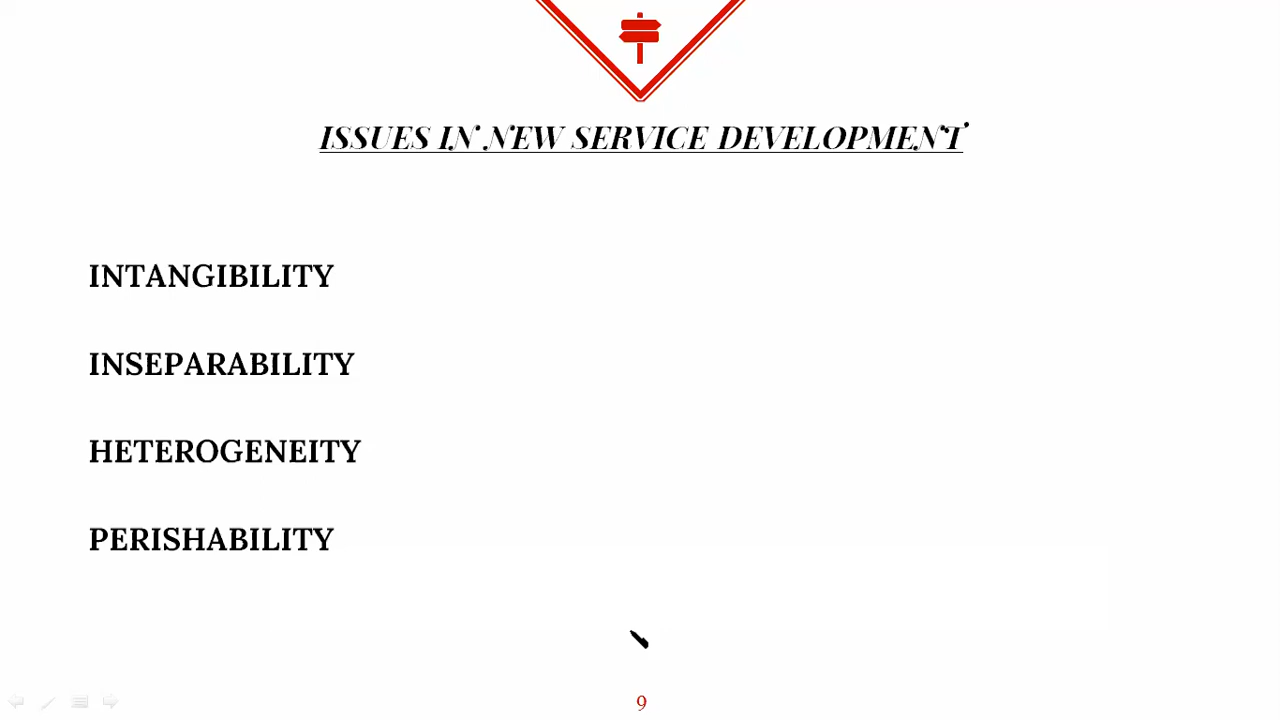 ISSUES IN NEW SERVICE DEVELOPMENT
INTANGIBILITY
INSEPARABILITY
HETEROGENEITY
PERISHABILITY
9